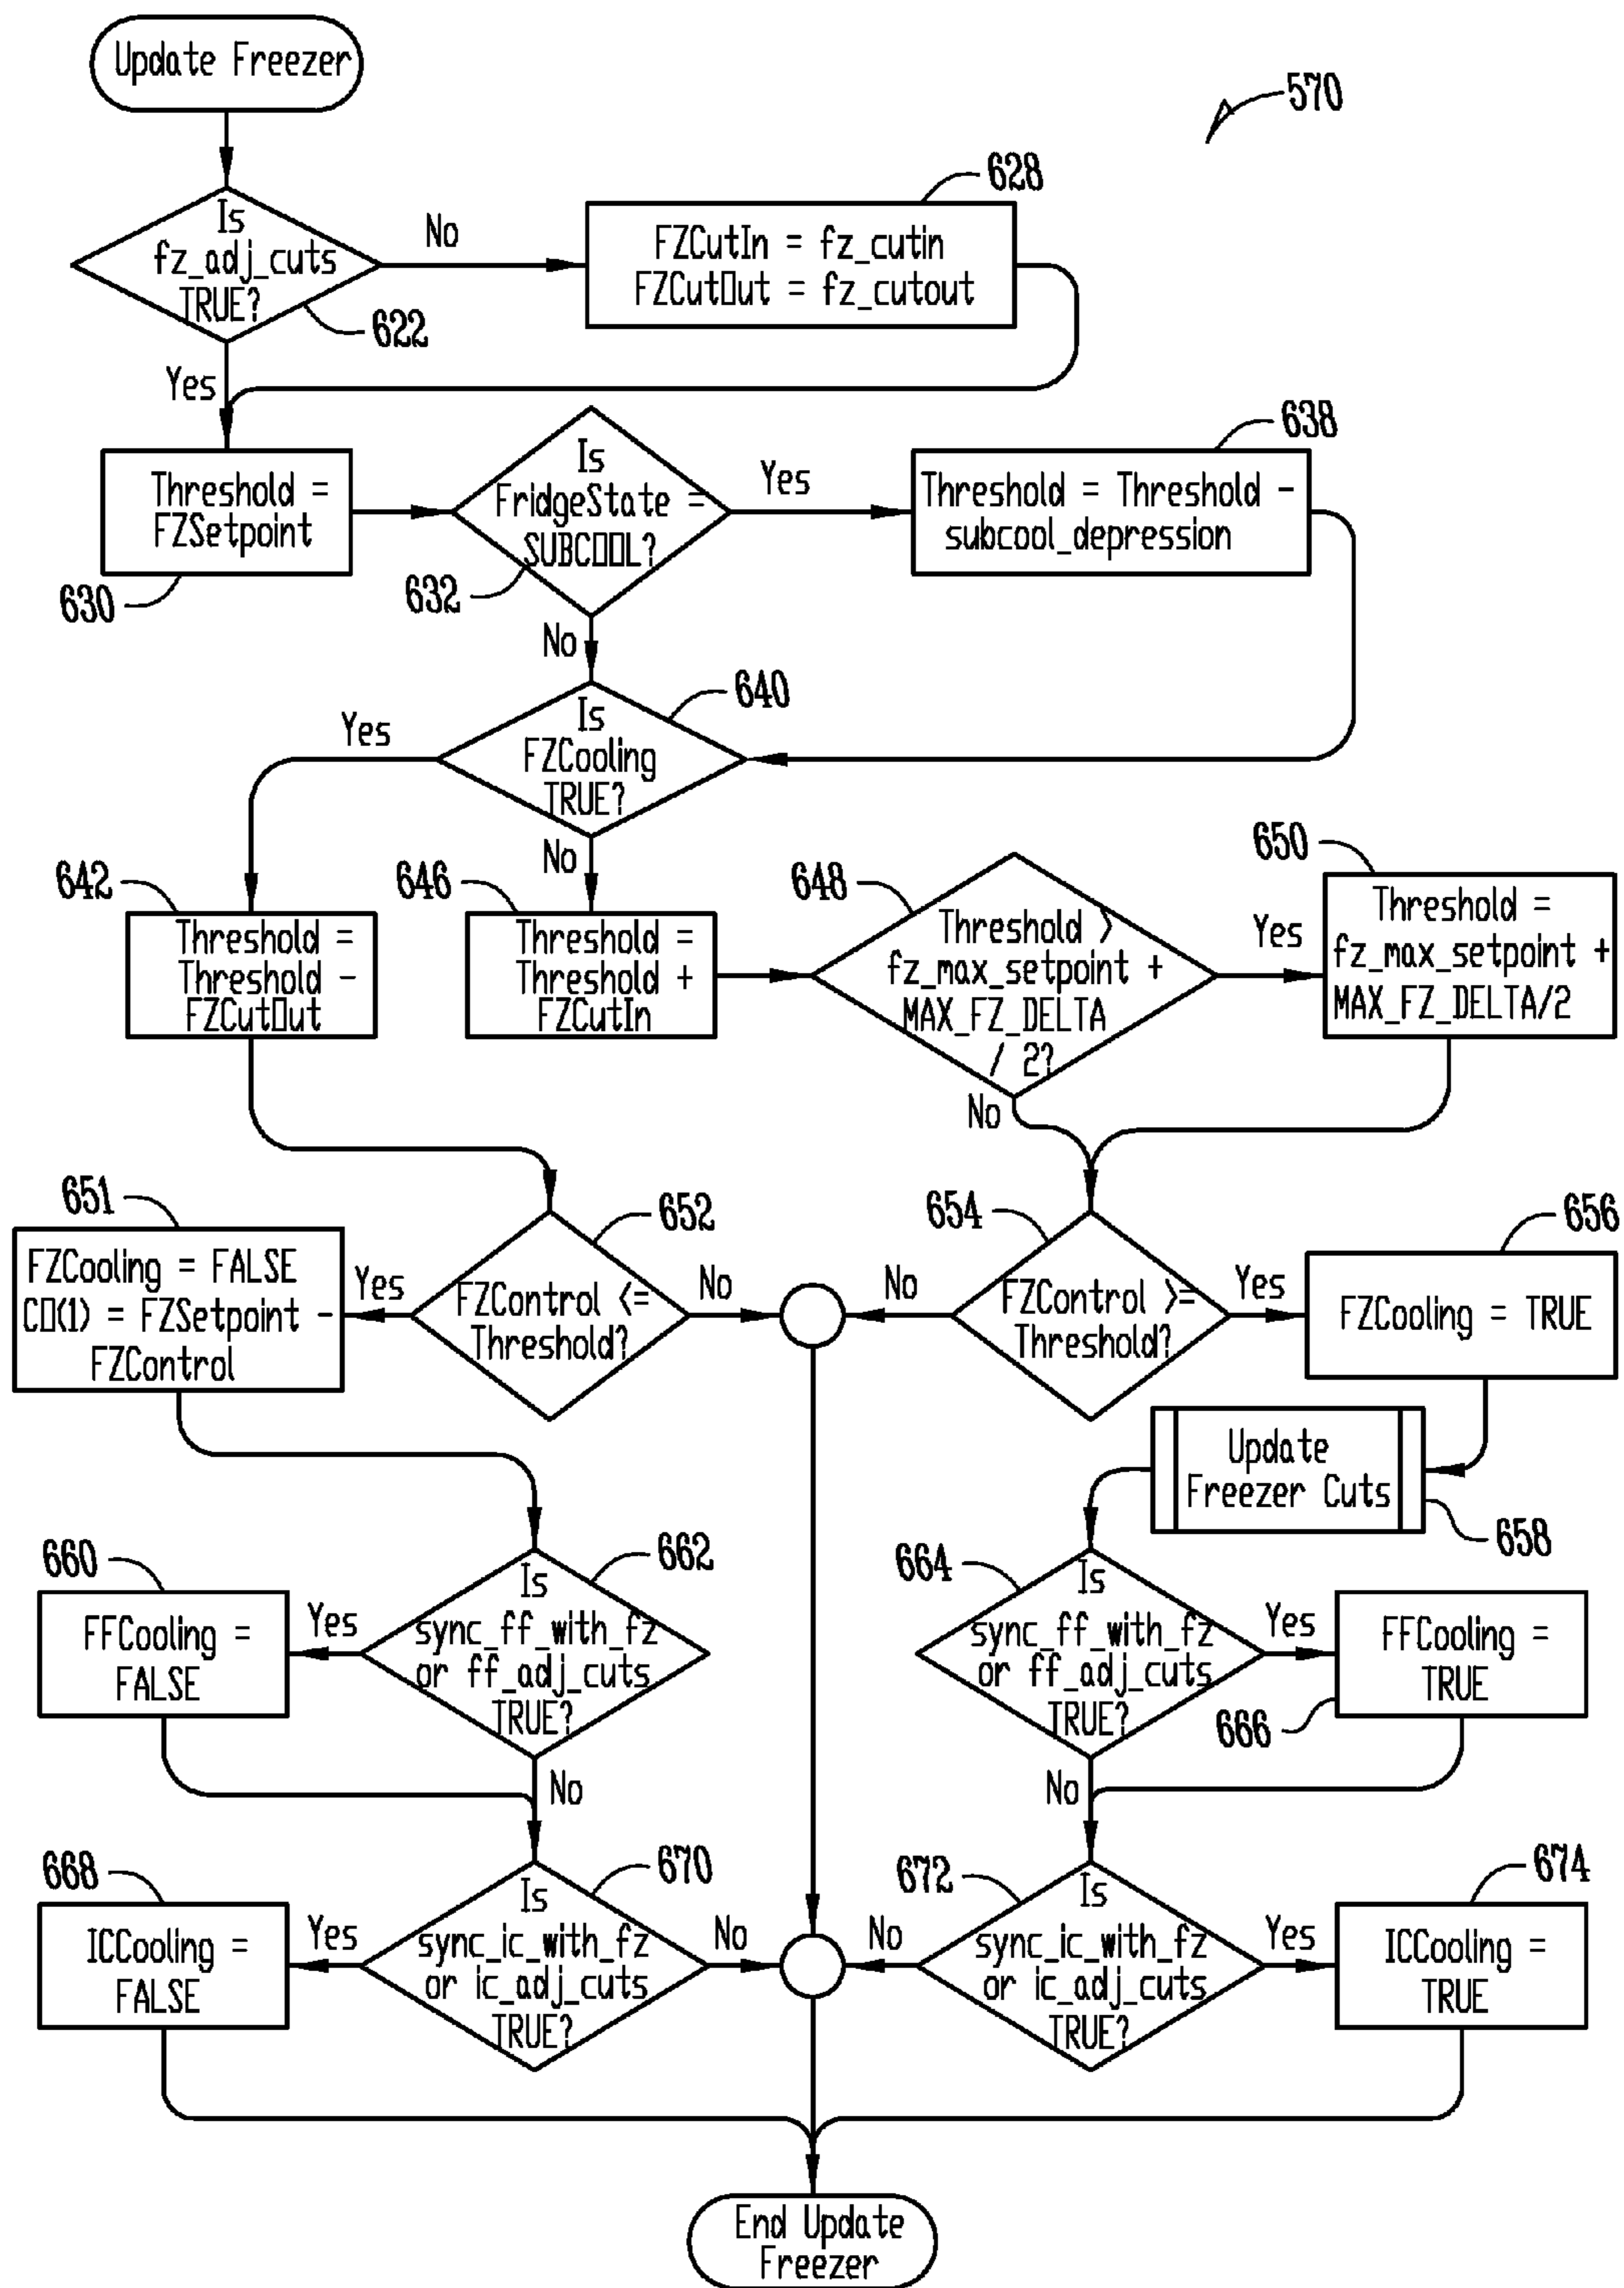 Update Freezer
570
Is
fz_adj_cuts
TRUE?
622
No
Yes
628
FZCutIn = fz_cutin
FZCutOut = fz_cutout
Threshold =
FZSetpoint
630
Is
FridgeState =
SUBCOOL?
632
Yes
No
638
Threshold = Threshold -
subcool_depression
640
Is
FZCooling
TRUE?
Yes
No
642
Threshold =
Threshold -
FZCutOut
646
Threshold =
Threshold +
FZCutIn
648
Threshold >
fz_max_setpoint +
MAX_FZ_DELTA
/ 2?
Yes
No
650
Threshold =
fz_max_setpoint +
MAX_FZ_DELTA/2
651
FZCooling = FALSE
CO(1) = FZSetpoint -
FZControl
Yes
652
FZControl <=
Threshold?
No
654
FZControl >=
Threshold?
No
Yes
656
FZCooling = TRUE
Update
Freezer Cuts
658
660
FFCooling =
FALSE
Yes
662
Is
sync_ff_with_fz
or ff_adj_cuts
TRUE?
No
664
Is
sync_ff_with_fz
or ff_adj_cuts
TRUE?
Yes
No
FFCooling =
TRUE
666
668
ICCooling =
FALSE
Yes
670
Is
sync_ic_with_fz
or ic_adj_cuts
TRUE?
No
672
Is
sync_ic_with_fz
or ic_adj_cuts
TRUE?
No
Yes
674
ICCooling =
TRUE
End Update
Freezer